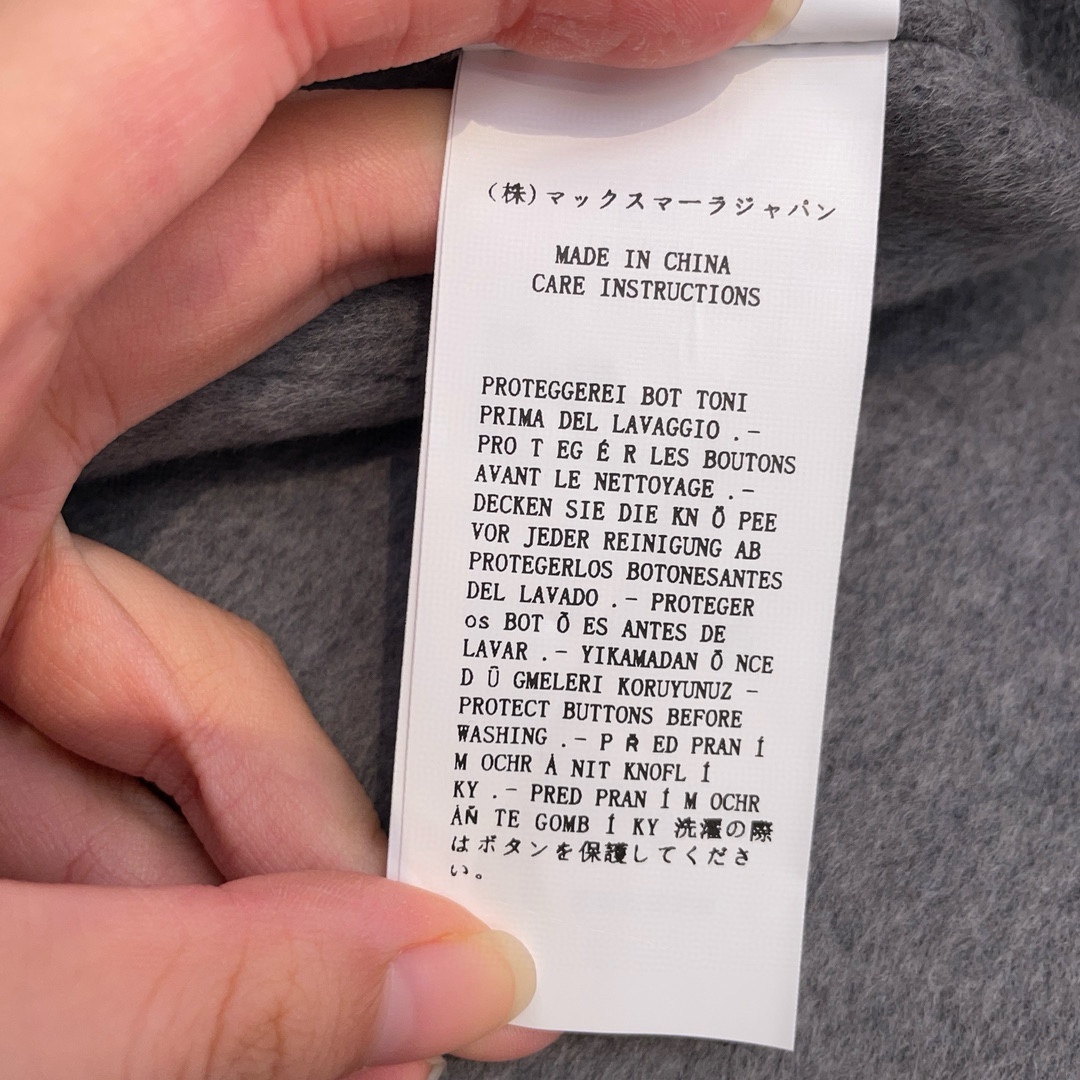 (株)マックスマーラジャパン
MADE IN CHINA
CARE INSTRUCTIONS
PROTEGGEREI BOT TONI
PRIMA DEL LAVAGGIO .-
PRO T EG É R LES BOUTONS
AVANT LE NETTOYAGE .-
DECKEN SIE DIE KN Ö PEE
VOR JEDER REINIGUNG AB
PROTEGERLOS BOTONESANTES
DEL LAVADO .- PROTEGER
os BOT Õ ES ANTES DE
LAVAR .- YIKAMADAN Õ NCE
D Ü GMELERI KORUYUNUZ -
PROTECT BUTTONS BEFORE
WASHING .- P Ř ED PRAN Í
M OCHR Á NIT KNOFL Í
KY .- PRED PRAN Í M OCHR
ÁŇ TE GOMB Í KY 洗濯の際
はボタンを保護してくださ
い。